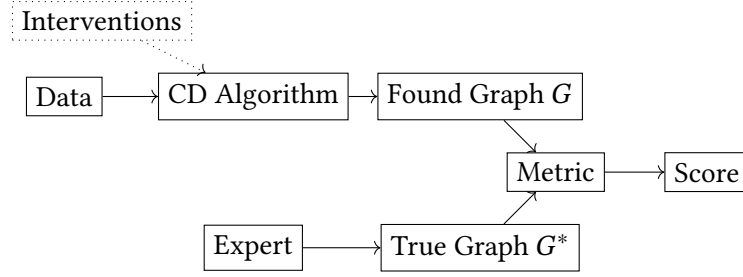 Interventions
Data
CD Algorithm
Found Graph G
Metric
Score
Expert
True Graph G*